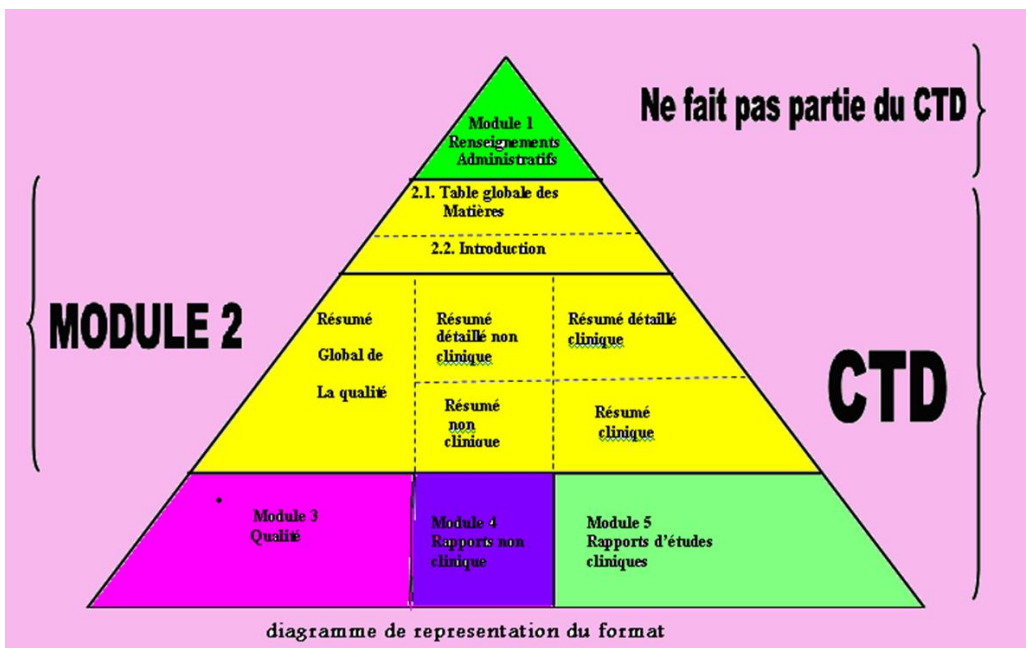 Ne fait pas partie du CTD
Module 1
Renseignements
Administratifs
2.1. Table globale des
Matières
2.2. Introduction
MODULE 2
Résumé
Global de
La qualité
Résumé
détaillé non
clinique
Résumé détaillé
clinique
Résumé
non
clinique
Résumé
clinique
CTD
Module 3
Qualité
Module 4
Rapports non
clinique
Module 5
Rapports d'études
cliniques
diagramme de representation du format